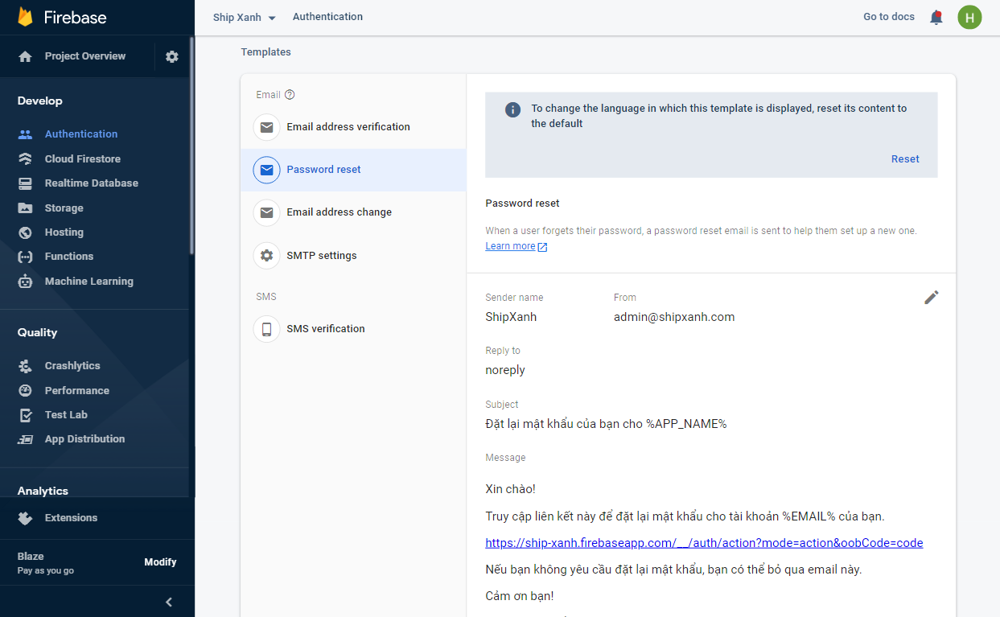 Firebase
Ship Xanh
Authentication
Go to docs
H
Project Overview
Develop
Authentication
Cloud Firestore
Realtime Database
Storage
Hosting
Functions
Machine Learning
Quality
Crashlytics
Performance
Test Lab
App Distribution
Analytics
Extensions
Blaze
Pay as you go
Modify
Templates
Email
Email address verification
Password reset
Email address change
SMTP settings
SMS
SMS verification
To change the language in which this template is displayed, reset its content to
the default
Reset
Password reset
When a user forgets their password, a password reset email is sent to help them set up a new one.
Learn more
Sender name
ShipXanh
From
admin@shipxanh.com
Reply to
noreply
Subject
Đặt lại mật khẩu của bạn cho %APP_NAME%
Message
Xin chào!
Truy cập liên kết này để đặt lại mật khẩu cho tài khoản %EMAIL% của bạn.
https://ship-xanh.firebaseapp.com/__/auth/action?mode=action&oobCode=code
Nếu bạn không yêu cầu đặt lại mật khẩu, bạn có thể bỏ qua email này.
Cảm ơn bạn!